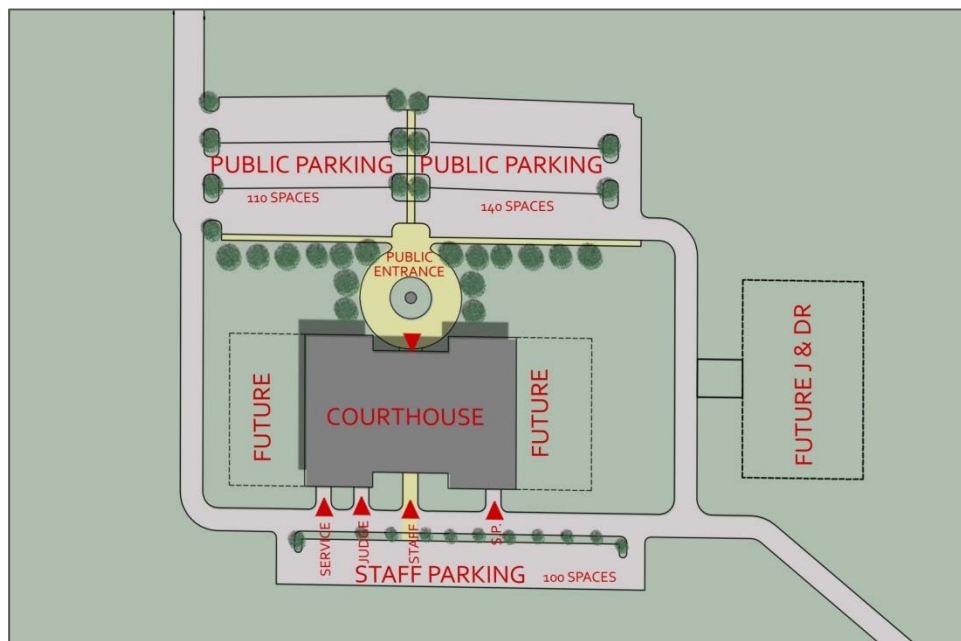 PUBLIC PARKING
110 SPACES
PUBLIC PARKING
140 SPACES
PUBLIC
ENTRANCE
FUTURE
COURTHOUSE
FUTURE
FUTURE J & DR
SERVICE
JUDGE
STAFF
S.P.
STAFF PARKING 100 SPACES